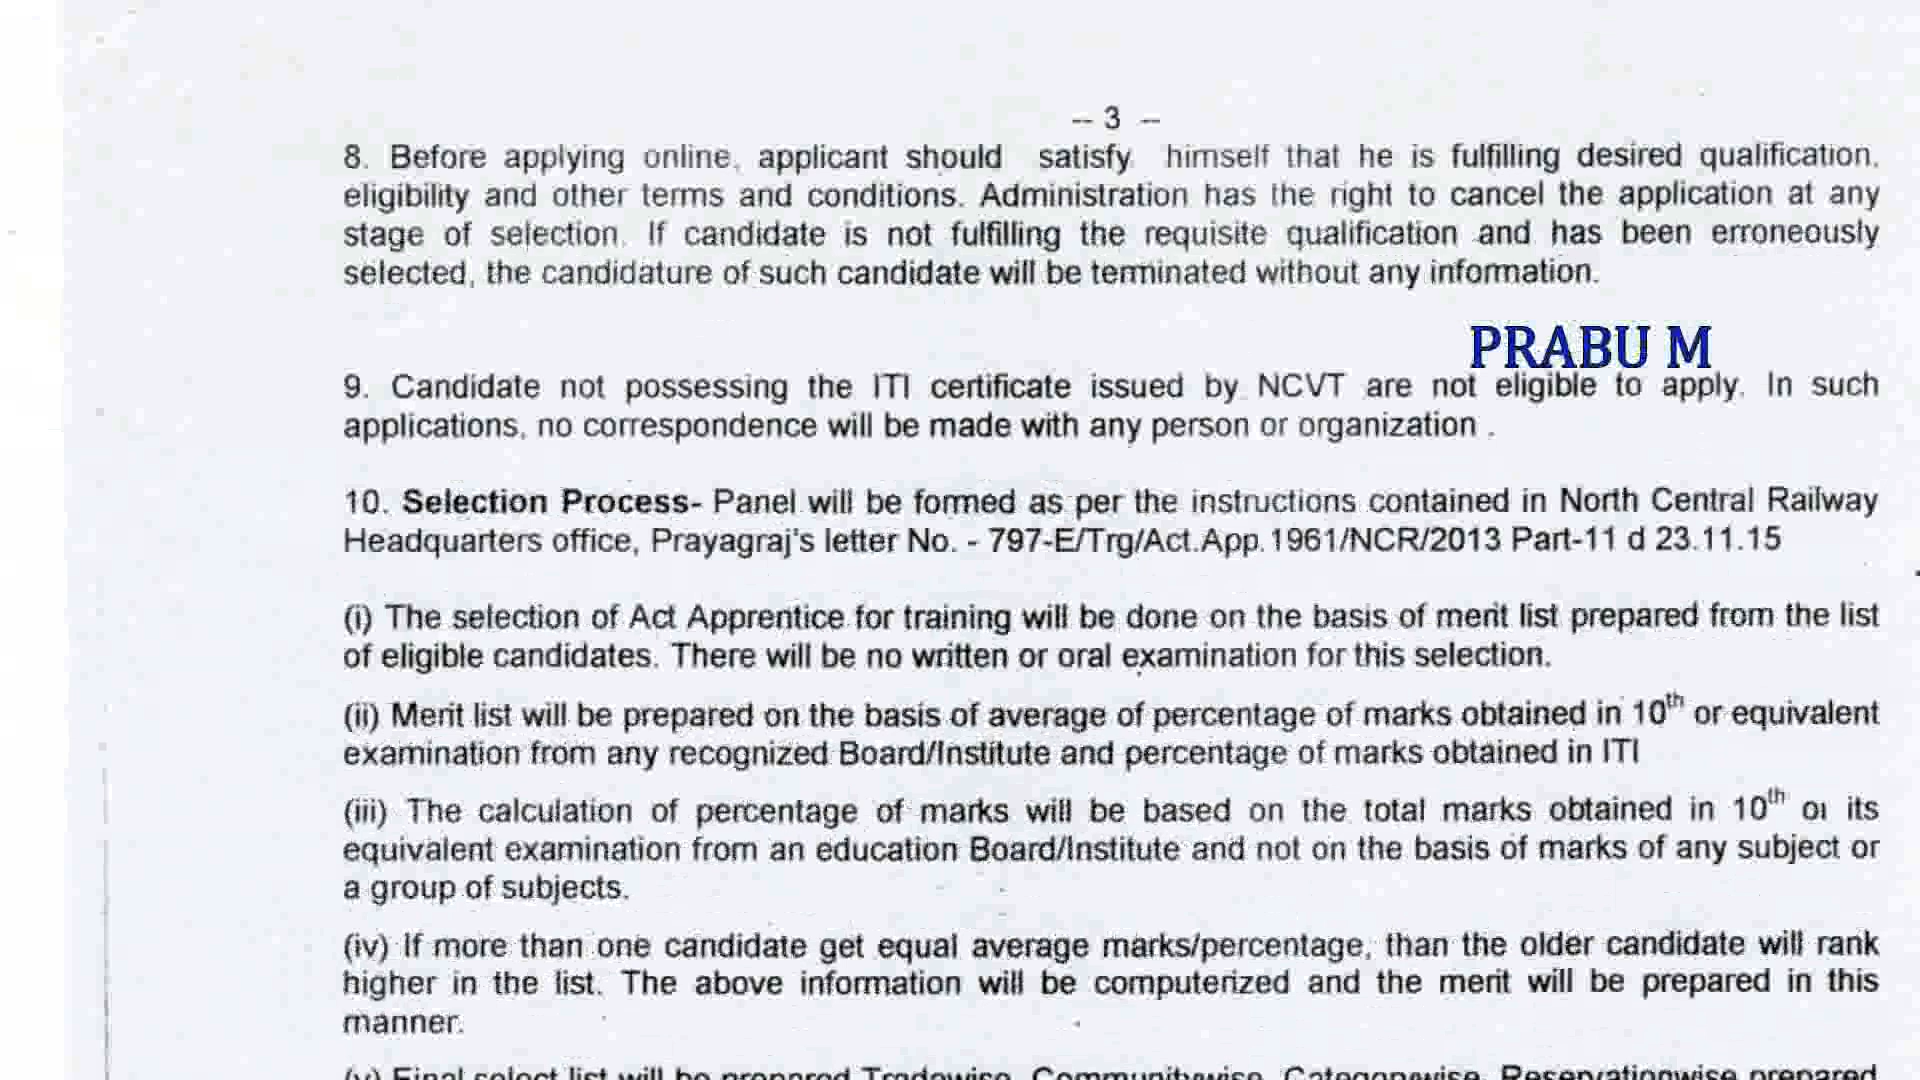 -- 3 --
8. Before applying online, applicant should satisfy himself that he is fulfilling desired qualification,
eligibility and other terms and conditions. Administration has the right to cancel the application at any
stage of selection. If candidate is not fulfilling the requisite qualification and has been erroneously
selected, the candidature of such candidate will be terminated without any information.
PRABU M
9. Candidate not possessing the ITI certificate issued by NCVT are not eligible to apply. In such
applications, no correspondence will be made with any person or organization .
10. Selection Process- Panel will be formed as per the instructions contained in North Central Railway
Headquarters office, Prayagraj's letter No. - 797-E/Trg/Act.App.1961/NCR/2013 Part-11 d 23.11.15
(i) The selection of Act Apprentice for training will be done on the basis of merit list prepared from the list
of eligible candidates. There will be no written or oral examination for this selection.
(ii) Merit list will be prepared on the basis of average of percentage of marks obtained in 10th or equivalent
examination from any recognized Board/Institute and percentage of marks obtained in ITI
(iii) The calculation of percentage of marks will be based on the total marks obtained in 10th or its
equivalent examination from an education Board/Institute and not on the basis of marks of any subject or
a group of subjects.
(iv) If more than one candidate get equal average marks/percentage, than the older candidate will rank
higher in the list. The above information will be computerized and the merit will be prepared in this
manner.
(v) Final select list will be prepared Tradewise, Communitywise, Categorywise, Reservationwise prepared